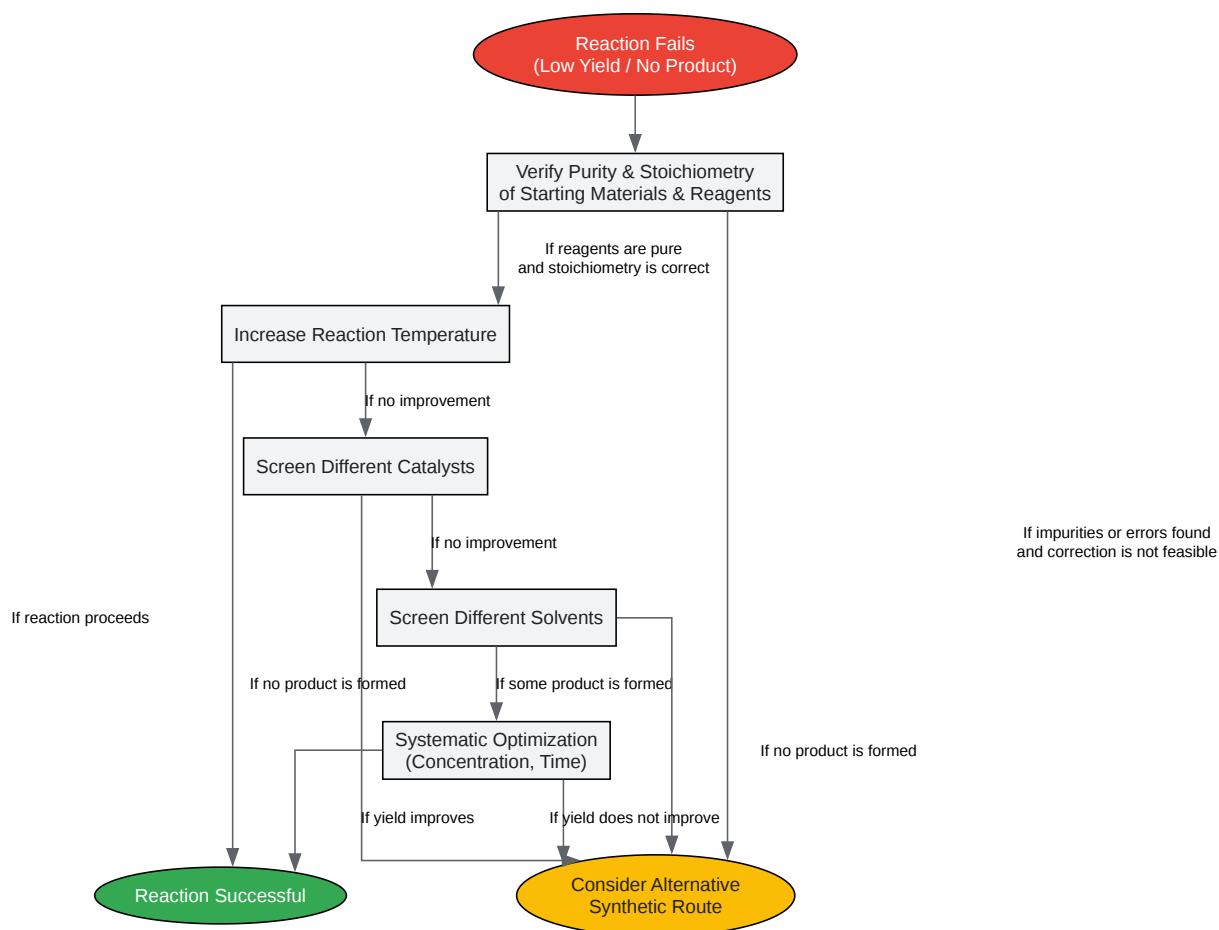 Reaction Fails
(Low Yield / No Product)
Verify Purity & Stoichiometry
of Starting Materials & Reagents
If reagents are pure
and stoichiometry is correct
Increase Reaction Temperature
If no improvement
Screen Different Catalysts
If impurities or errors found
and correction is not feasible
If no improvement
Screen Different Solvents
If reaction proceeds
If no product is formed
If some product is formed
Systematic Optimization
(Concentration, Time)
If no product is formed
If yield improves
If yield does not improve
Reaction Successful
Consider Alternative
Synthetic Route